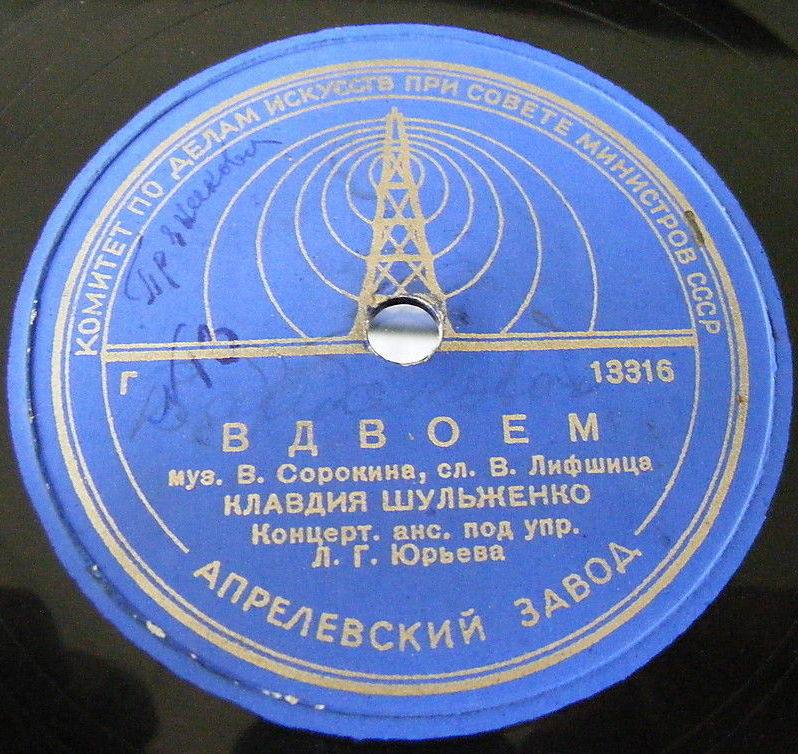 КОМИТЕТ ПО ДЕЛАМ ИСКУССТВ ПРИ СОВЕТЕ МИНИСТРОВ СССР
Г 13316
ВДВОЕМ
муз. В. Сорокина, сл. В. Лифшица
КЛАВДИЯ ШУЛЬЖЕНКО
Концерт. анс. под упр.
Л. Г. Юрьева
АПРЕЛЕВСКИЙ ЗАВОД